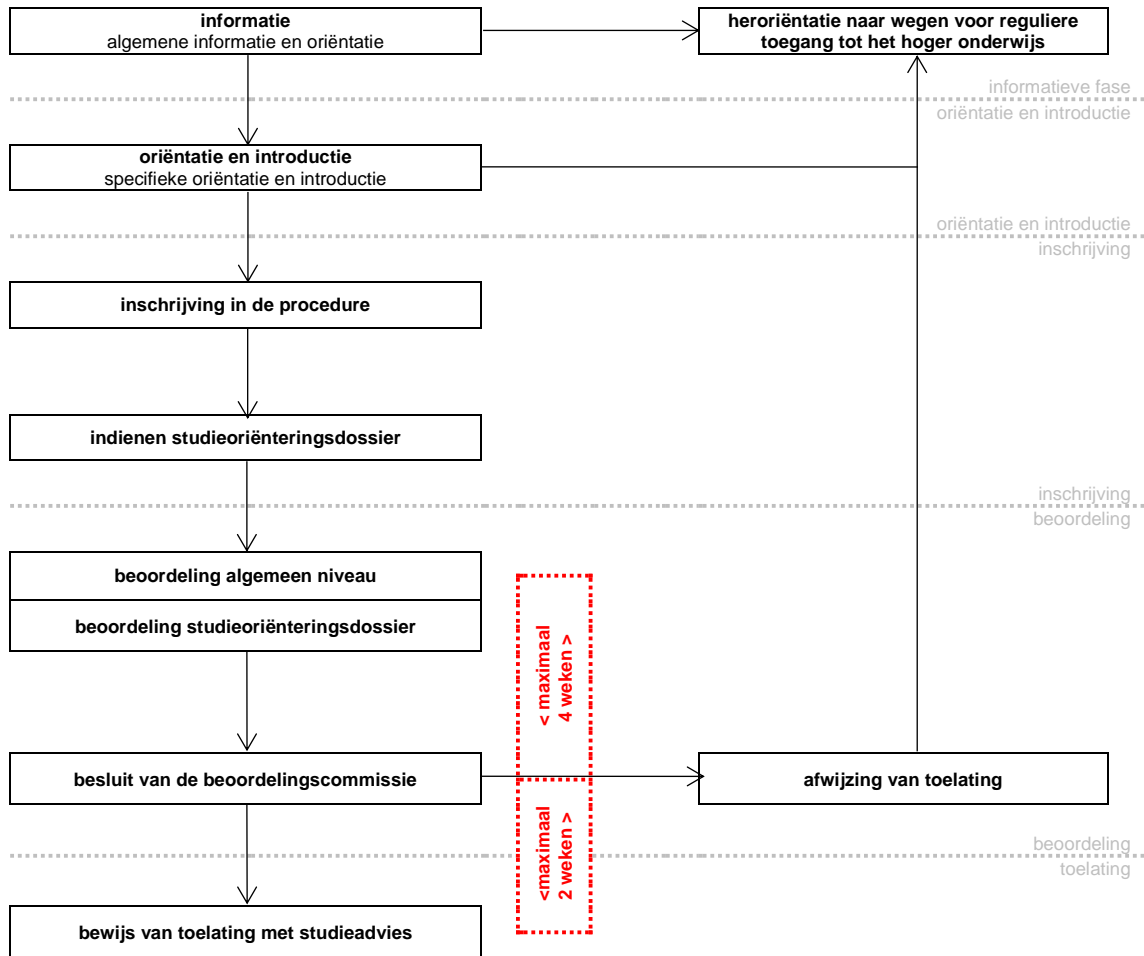 informatie
algemene informatie en oriëntatie
heroriëntatie naar wegen voor reguliere
toegang tot het hoger onderwijs
informatieve fase
oriëntatie en introductie
oriëntatie en introductie
specifieke oriëntatie en introductie
oriëntatie en introductie
inschrijving
inschrijving in de procedure
indienen studieoriënteringsdossier
inschrijving
beoordeling
beoordeling algemeen niveau
beoordeling studieoriënteringsdossier
< maximaal
4 weken >
besluit van de beoordelingscommissie
afwijzing van toelating
<maximaal
2 weken >
beoordeling
toelating
bewijs van toelating met studieadvies